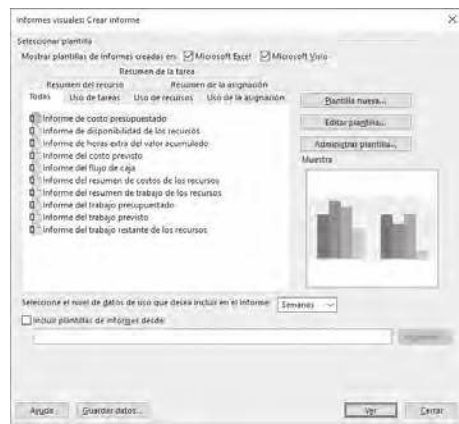 Informes visuales: Crear informe
Seleccionar plantilla
Mostrar plantillas de informes creadas en: Microsoft Excel Microsoft Visio
Resumen de la tarea
Resumen del recurso Resumen de la asignación
Todas Uso de tareas Uso de recursos Uso de la asignación
Informe de costo presupuestado
Informe de disponibilidad de los recursos
Informe de horas extra del valor acumulado
Informe del costo previsto
Informe del flujo de caja
Informe del resumen de costos de los recursos
Informe del resumen de trabajo de los recursos
Informe del trabajo presupuestado
Informe del trabajo previsto
Informe del trabajo restante de los recursos
Plantilla nueva...
Editar plantilla...
Administrar plantilla...
Muestra
Seleccione el nivel de datos de uso que desea incluir en el informe: Semanas
Incluir plantillas de informes desde:
Ayuda Guardar datos... Ver Cerrar